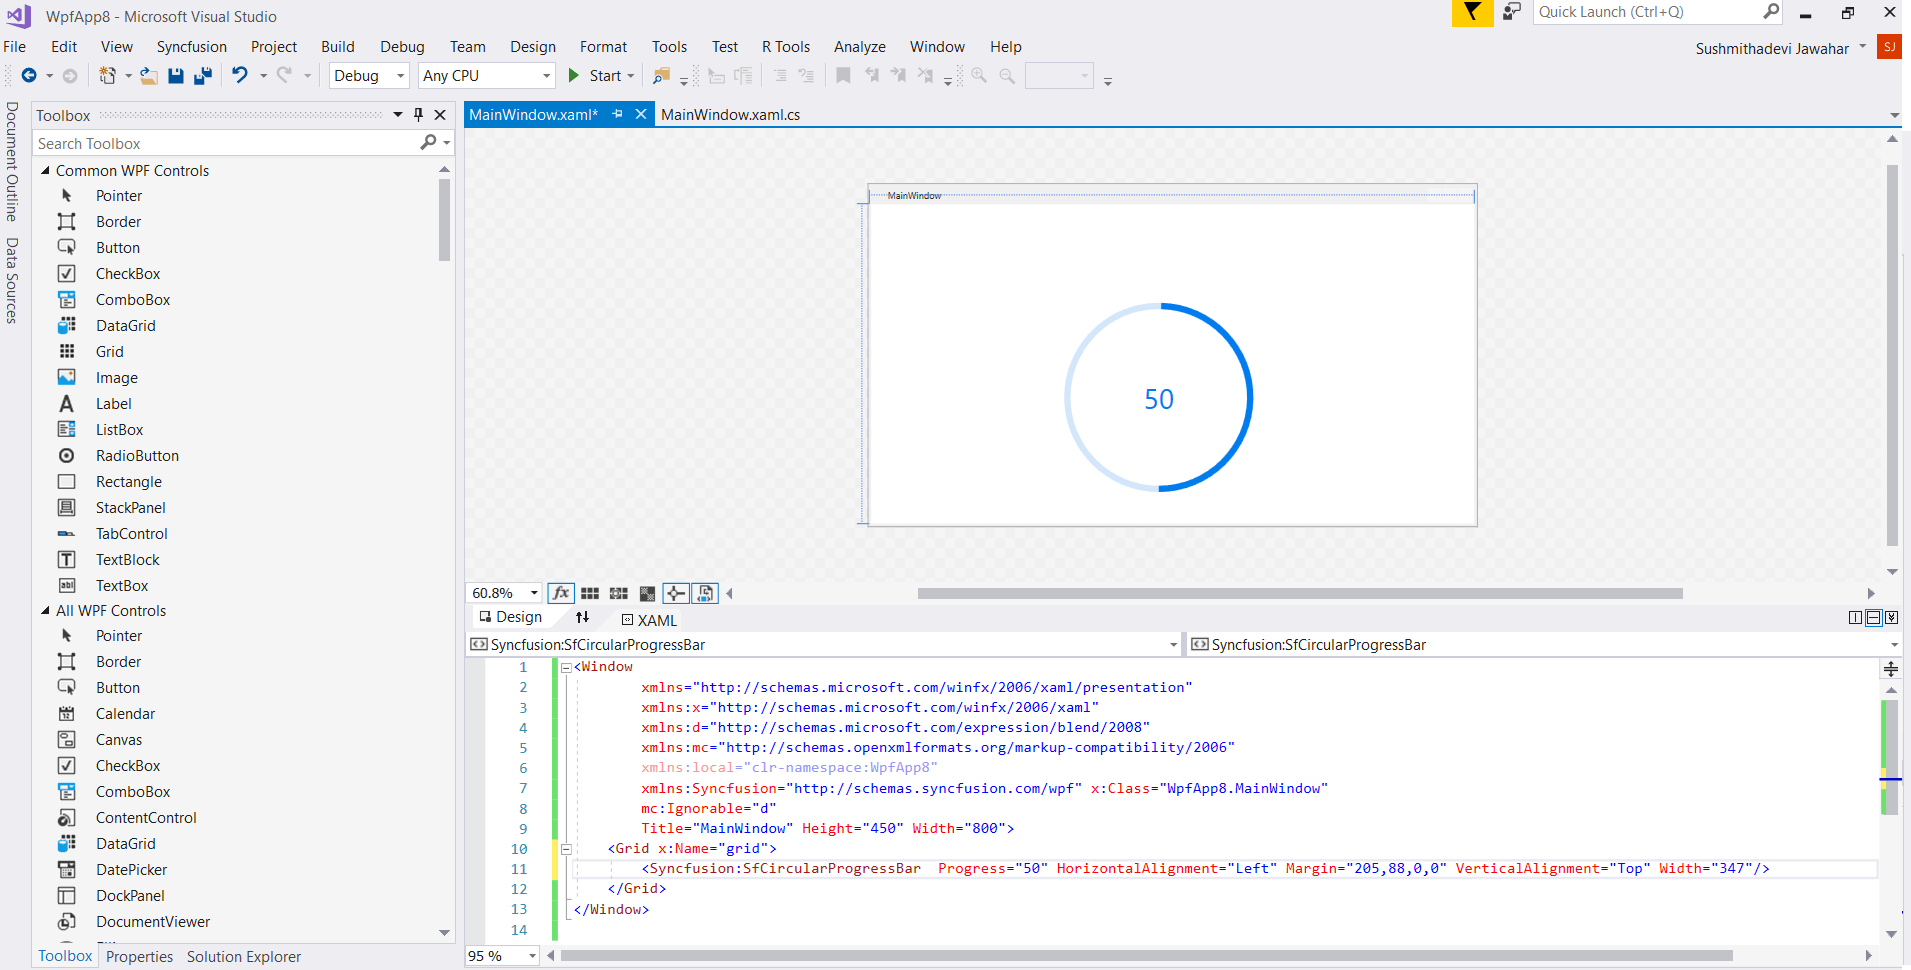 WpfApp8 - Microsoft Visual Studio
Quick Launch (Ctrl+Q)
File Edit View Syncfusion Project Build Debug Team Design Format Tools Test R Tools Analyze Window Help
Sushmithadevi Jawahar SJ
Debug Any CPU Start
Document Outline
Data Sources
Toolbox
Search Toolbox
Common WPF Controls
Pointer
Border
Button
CheckBox
ComboBox
DataGrid
Grid
Image
Label
ListBox
RadioButton
Rectangle
StackPanel
TabControl
TextBlock
TextBox
All WPF Controls
Pointer
Border
Button
Calendar
Canvas
CheckBox
ComboBox
ContentControl
DataGrid
DatePicker
DockPanel
DocumentViewer
Toolbox Properties Solution Explorer
MainWindow.xaml* MainWindow.xaml.cs
MainWindow
50
60.8% fx
Design XAML
Syncfusion:SfCircularProgressBar Syncfusion:SfCircularProgressBar
1 <Window
2 xmlns="http://schemas.microsoft.com/winfx/2006/xaml/presentation"
3 xmlns:x="http://schemas.microsoft.com/winfx/2006/xaml"
4 xmlns:d="http://schemas.microsoft.com/expression/blend/2008"
5 xmlns:mc="http://schemas.openxmlformats.org/markup-compatibility/2006"
6 xmlns:local="clr-namespace:WpfApp8"
7 xmlns:Syncfusion="http://schemas.syncfusion.com/wpf" x:Class="WpfApp8.MainWindow"
8 mc:Ignorable="d"
9 Title="MainWindow" Height="450" Width="800">
10 <Grid x:Name="grid">
11 <Syncfusion:SfCircularProgressBar  Progress="50" HorizontalAlignment="Left" Margin="205,88,0,0" VerticalAlignment="Top" Width="347"/>
12 </Grid>
13 </Window>
14
95 %